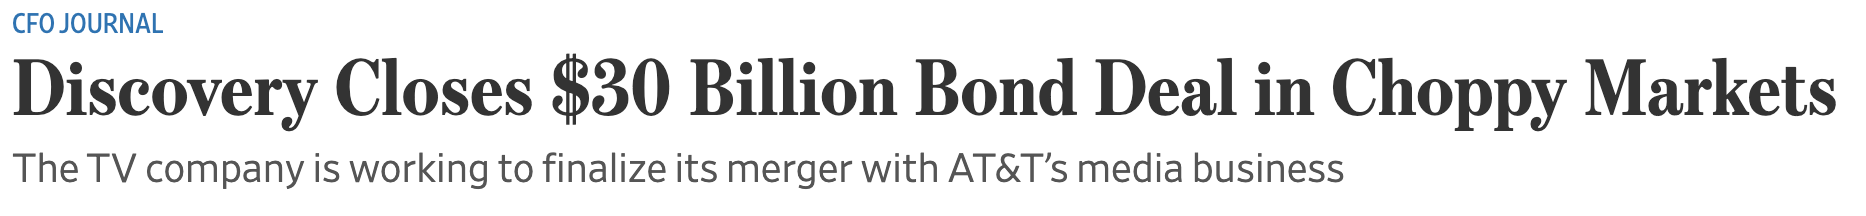 CFO JOURNAL
Discovery Closes $30 Billion Bond Deal in Choppy Markets
The TV company is working to finalize its merger with AT&T’s media business